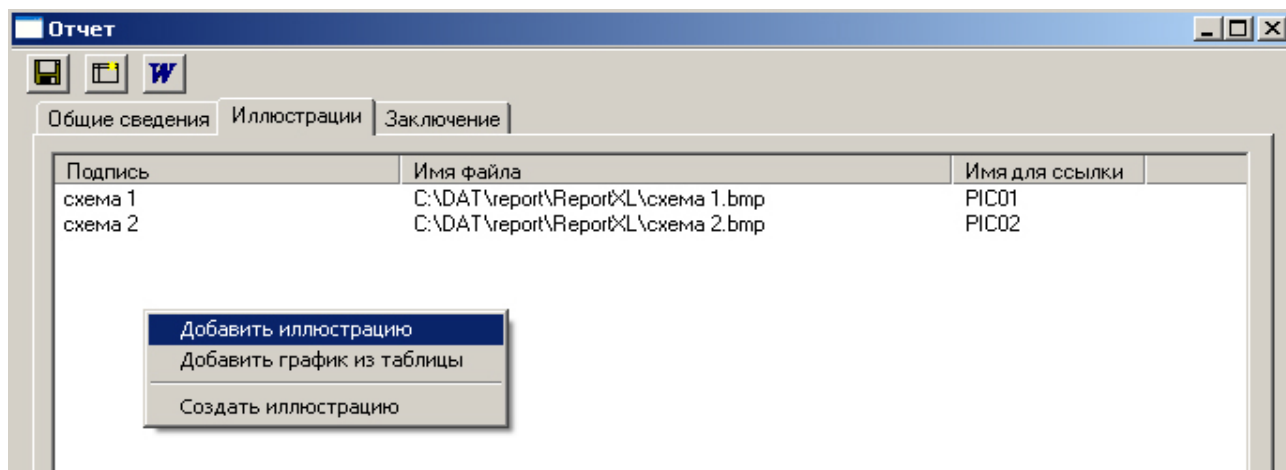 Отчет
W
Общие сведения Иллюстрации Заключение
Подпись Имя файла Имя для ссылки
схема 1 C:\DAT\report\ReportXL\схема 1.bmp PIC01
схема 2 C:\DAT\report\ReportXL\схема 2.bmp PIC02
Добавить иллюстрацию
Добавить график из таблицы
Создать иллюстрацию